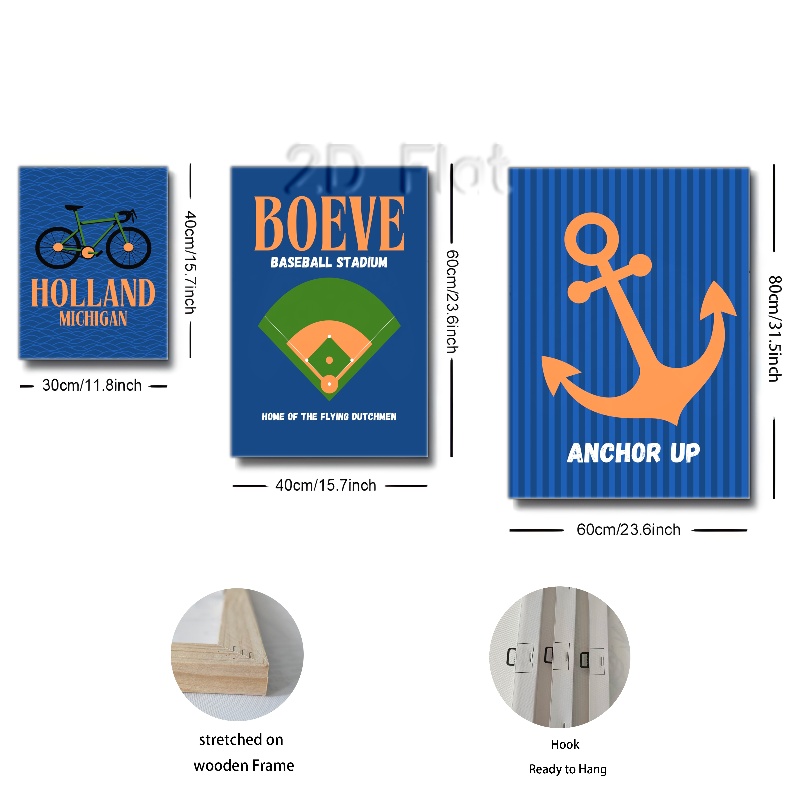 2D Flat
HOLLAND
MICHIGAN
40cm/15.7inch
30cm/11.8inch
BOEVE
BASEBALL STADIUM
HOME OF THE FLYING DUTCHMEN
60cm/23.6inch
40cm/15.7inch
ANCHOR UP
80cm/31.5inch
60cm/23.6inch
stretched on
wooden Frame
Hook
Ready to Hang